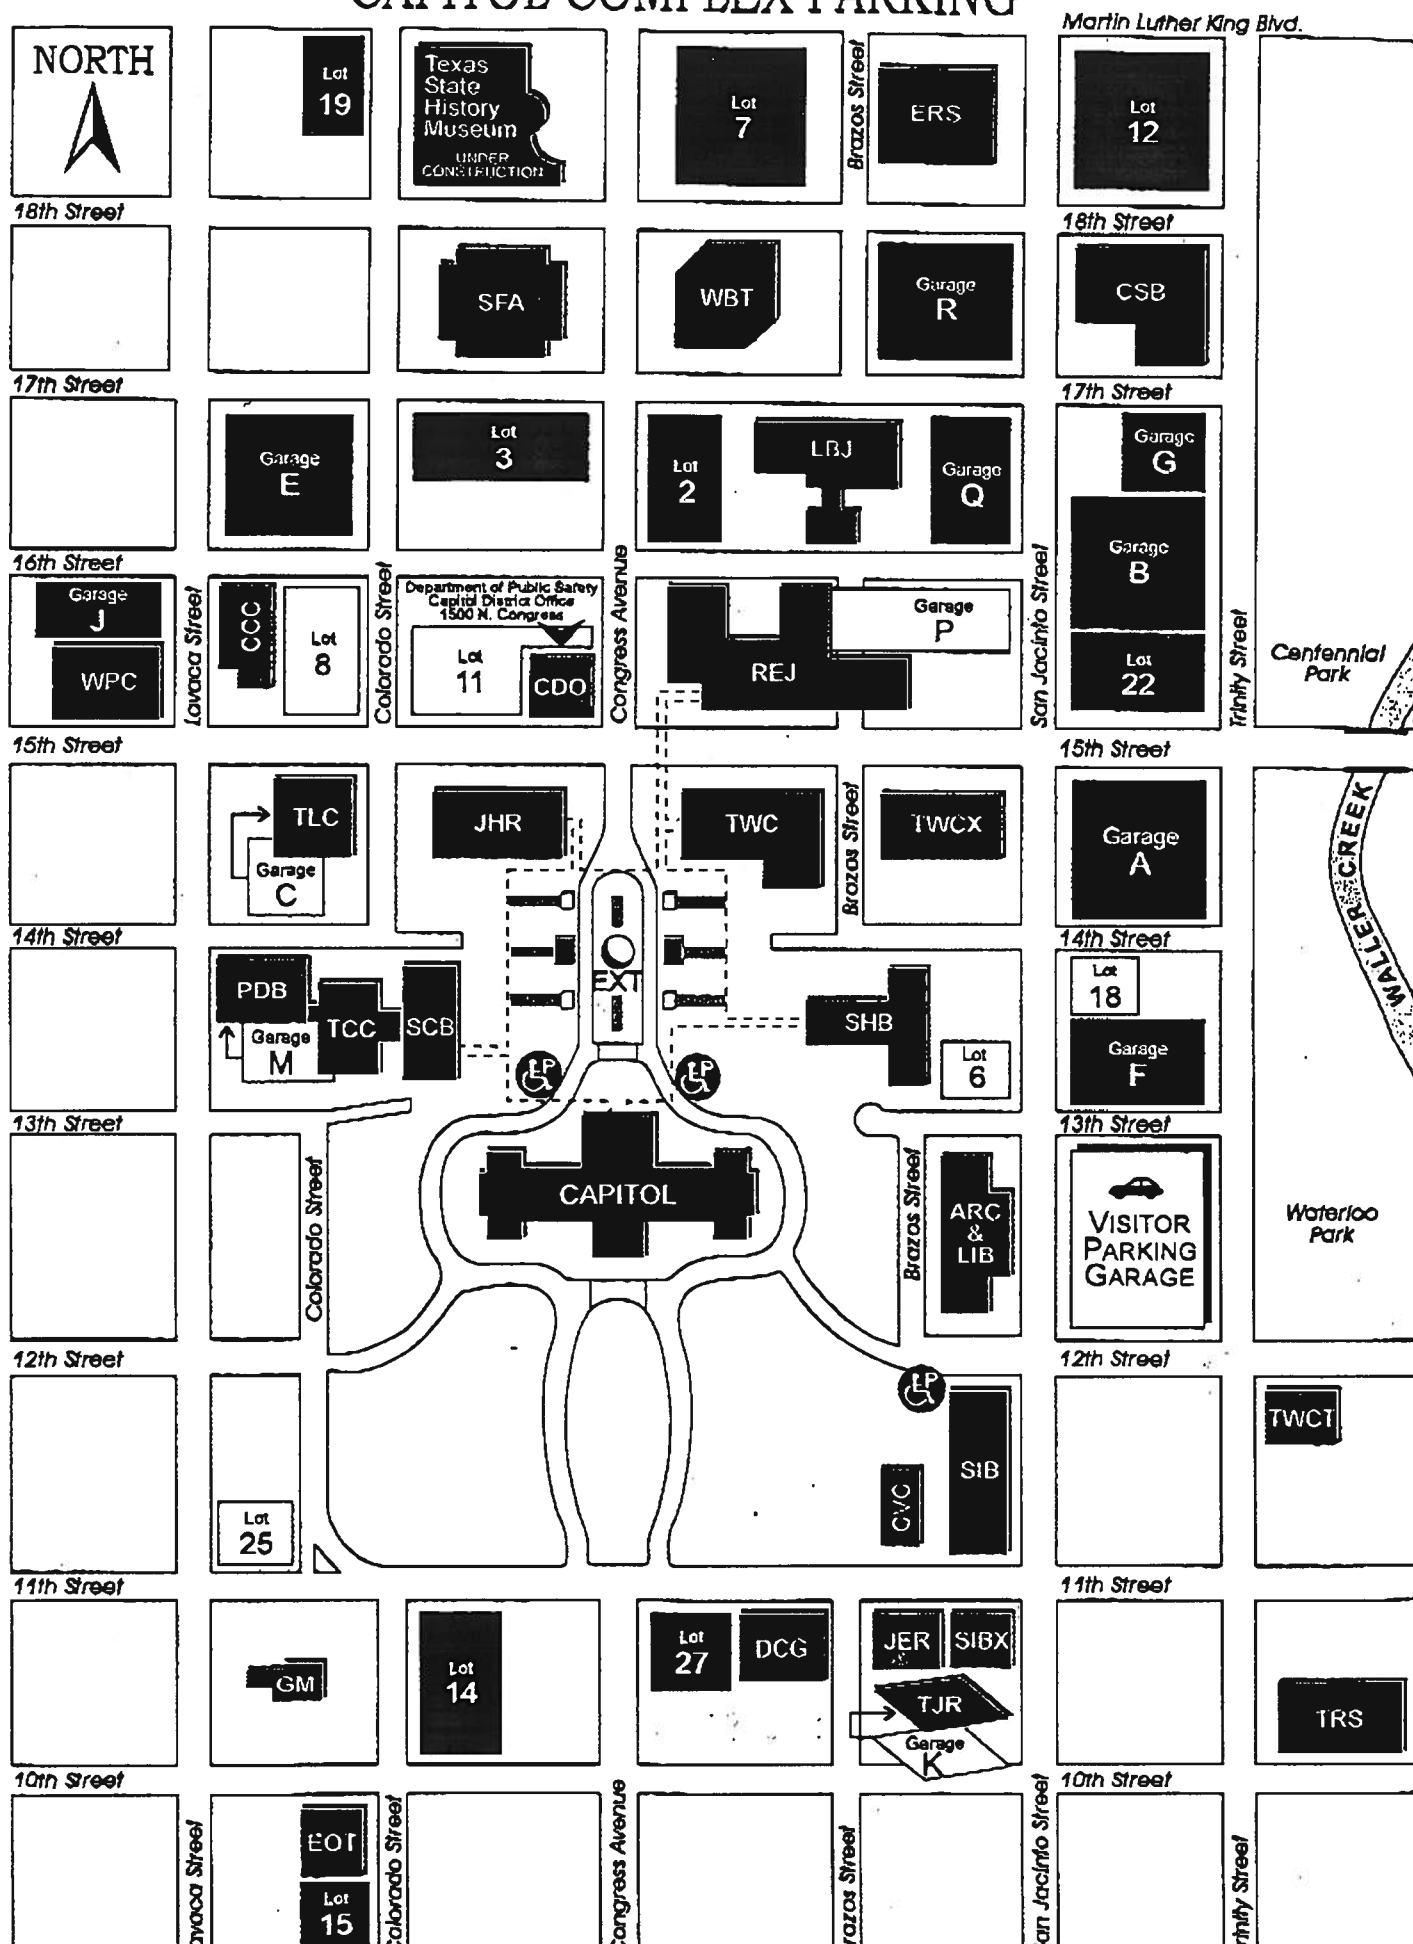 CAPITOL COMPLEX PARKING
Martin Luther King Blvd.
NORTH
Lot
19
Texas
State
History
Museum
UNDER
CONSTRUCTION
Lot
7
Brazos Street
ERS
Lot
12
18th Street
18th Street
SFA
WBT
Garage
R
CSB
17th Street
17th Street
Garage
E
Lot
3
Lot
2
LBJ
Garage
Q
Garage
G
Garage
B
16th Street
Garage
J
WPC
Lavaca Street
CCC
Lot
8
Colorado Street
Department of Public Safety
Capitol District Office
1500 N. Congress
Lot
11
CDO
Congress Avenue
REJ
Garage
P
San Jacinto Street
Lot
22
Trinity Street
Centennial
Park
15th Street
15th Street
TLC
Garage
C
JHR
TWC
Brazos Street
TWCX
Garage
A
WALLER CREEK
14th Street
14th Street
PDB
Garage
M
TCC
SCB
EXT
EP
EP
SHB
Lot
6
Lot
18
Garage
F
13th Street
13th Street
Colorado Street
CAPITOL
Brazos Street
ARC
&
LIB
VISITOR
PARKING
GARAGE
Waterloo
Park
12th Street
12th Street
EP
TWCT
Lot
25
CVC
SIB
11th Street
11th Street
GM
Lot
14
Lot
27
DCG
JER
SIBX
TJR
Garage
K
TRS
10th Street
10th Street
avaca Street
EOT
Lot
15
Colorado Street
Congress Avenue
razos Street
an Jacinto Street
rinity Street